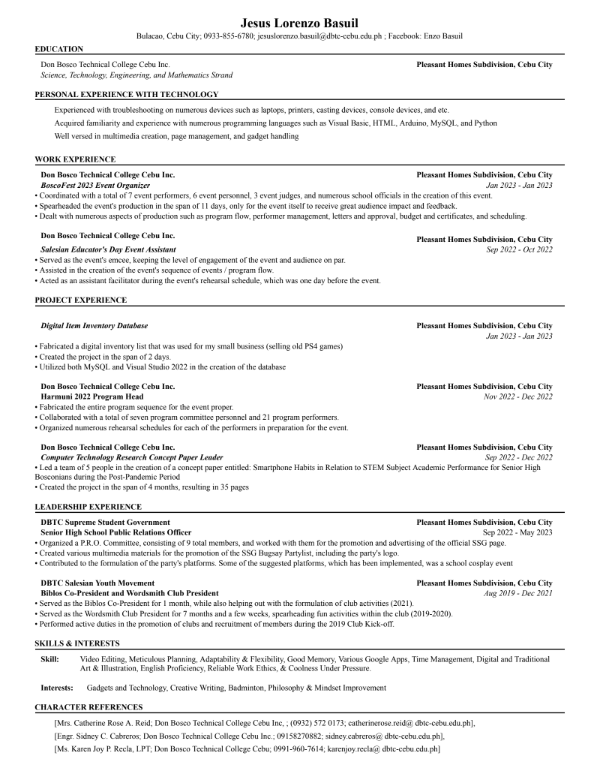 Jesus Lorenzo Basuil
Bulacao, Cebu City; 0933-855-6780; jesuslorenzo.basuil@dbtc-cebu.edu.ph ; Facebook: Enzo Basuil
EDUCATION
Don Bosco Technical College Cebu Inc. Pleasant Homes Subdivision, Cebu City
Science, Technology, Engineering, and Mathematics Strand
PERSONAL EXPERIENCE WITH TECHNOLOGY
Experienced with troubleshooting on numerous devices such as laptops, printers, casting devices, console devices, and etc.
Acquired familiarity and experience with numerous programming languages such as Visual Basic, HTML, Arduino, MySQL, and Python
Well versed in multimedia creation, page management, and gadget handling
WORK EXPERIENCE
Don Bosco Technical College Cebu Inc. Pleasant Homes Subdivision, Cebu City
BoscoFest 2023 Event Organizer Jan 2023 - Jan 2023
• Coordinated with a total of 7 event performers, 6 event personnel, 3 event judges, and numerous school officials in the creation of this event.
• Spearheaded the event's production in the span of 11 days, only for the event itself to receive great audience impact and feedback.
• Dealt with numerous aspects of production such as program flow, performer management, letters and approval, budget and certificates, and scheduling.
Don Bosco Technical College Cebu Inc. Pleasant Homes Subdivision, Cebu City
Salesian Educator's Day Event Assistant Sep 2022 - Oct 2022
• Served as the event's emcee, keeping the level of engagement of the event and audience on par.
• Assisted in the creation of the event's sequence of events / program flow.
• Acted as an assistant facilitator during the event's rehearsal schedule, which was one day before the event.
PROJECT EXPERIENCE
Digital Item Inventory Database Pleasant Homes Subdivision, Cebu City
Jan 2023 - Jan 2023
• Fabricated a digital inventory list that was used for my small business (selling old PS4 games)
• Created the project in the span of 2 days.
• Utilized both MySQL and Visual Studio 2022 in the creation of the database
Don Bosco Technical College Cebu Inc. Pleasant Homes Subdivision, Cebu City
Harmuni 2022 Program Head Nov 2022 - Dec 2022
• Fabricated the entire program sequence for the event proper.
• Collaborated with a total of seven program committee personnel and 21 program performers.
• Organized numerous rehearsal schedules for each of the performers in preparation for the event.
Don Bosco Technical College Cebu Inc. Pleasant Homes Subdivision, Cebu City
Computer Technology Research Concept Paper Leader Sep 2022 - Dec 2022
• Led a team of 5 people in the creation of a concept paper entitled: Smartphone Habits in Relation to STEM Subject Academic Performance for Senior High
Bosconians during the Post-Pandemic Period
• Created the project in the span of 4 months, resulting in 35 pages
LEADERSHIP EXPERIENCE
DBTC Supreme Student Government Pleasant Homes Subdivision, Cebu City
Senior High School Public Relations Officer Sep 2022 - May 2023
• Organized a P.R.O. Committee, consisting of 9 total members, and worked with them for the promotion and advertising of the official SSG page.
• Created various multimedia materials for the promotion of the SSG Bugsay Partylist, including the party's logo.
• Contributed to the formulation of the party's platforms. Some of the suggested platforms, which has been implemented, was a school cosplay event
DBTC Salesian Youth Movement Pleasant Homes Subdivision, Cebu City
Biblos Co-President and Wordsmith Club President Aug 2019 - Dec 2021
• Served as the Biblos Co-President for 1 month, while also helping out with the formulation of club activities (2021).
• Served as the Wordsmith Club President for 7 months and a few weeks, spearheading fun activities within the club (2019-2020).
• Performed active duties in the promotion of clubs and recruitment of members during the 2019 Club Kick-off.
SKILLS & INTERESTS
Skill: Video Editing, Meticulous Planning, Adaptability & Flexibility, Good Memory, Various Google Apps, Time Management, Digital and Traditional
Art & Illustration, English Proficiency, Reliable Work Ethics, & Coolness Under Pressure.
Interests: Gadgets and Technology, Creative Writing, Badminton, Philosophy & Mindset Improvement
CHARACTER REFERENCES
[Mrs. Catherine Rose A. Reid; Don Bosco Technical College Cebu Inc, ; (0932) 572 0173; catherinerose.reid@ dbtc-cebu.edu.ph],
[Engr. Sidney C. Cabreros; Don Bosco Technical College Cebu Inc.; 09158270882; sidney.cabreros@ dbtc-cebu.edu.ph],
[Ms. Karen Joy P. Recla, LPT; Don Bosco Technical College Cebu; 0991-960-7614; karenjoy.recla@ dbtc-cebu.edu.ph]